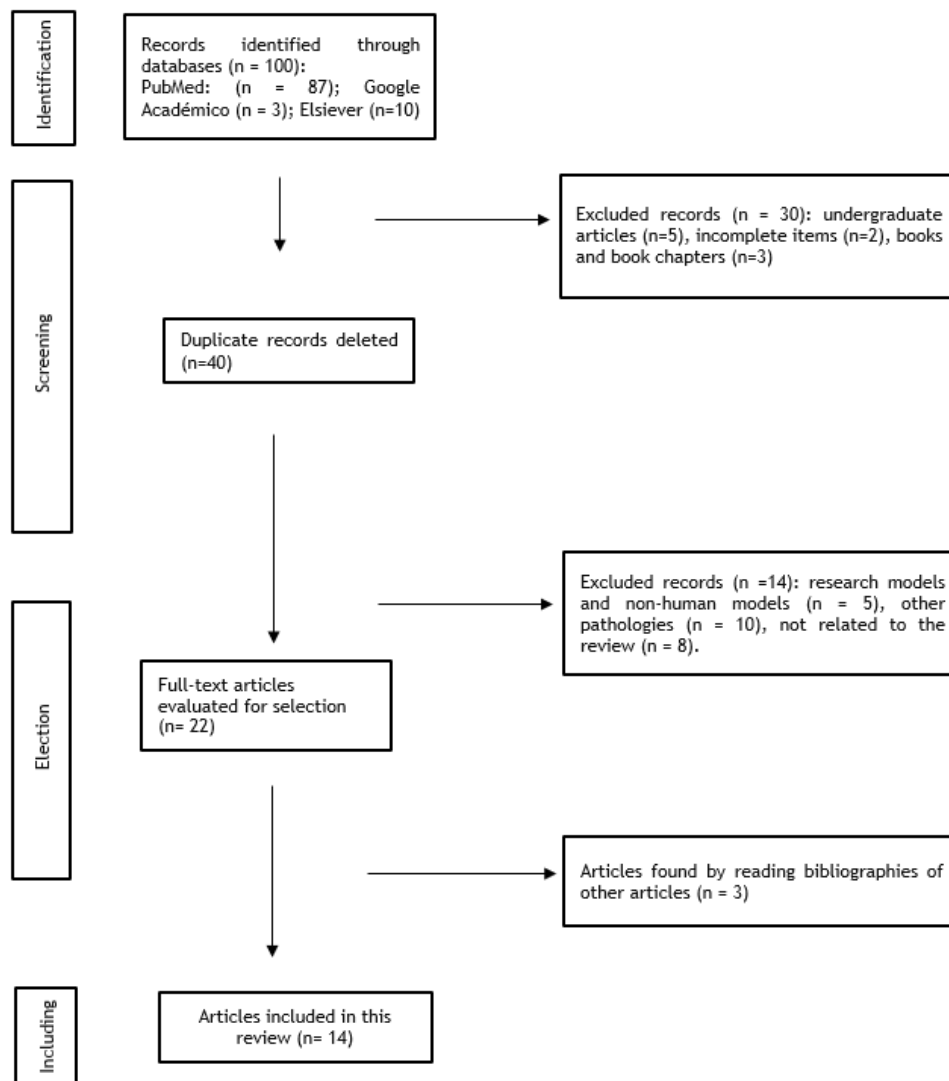 Identification
Records identified through
databases (n = 100):
PubMed: (n = 87); Google
Académico (n = 3); Elsiever (n=10)
Screening
Excluded records (n = 30): undergraduate
articles (n=5), incomplete items (n=2), books
and book chapters (n=3)
Duplicate records deleted
(n=40)
Election
Excluded records (n =14): research models
and non-human models (n = 5), other
pathologies (n = 10), not related to the
review (n = 8).
Full-text articles
evaluated for selection
(n= 22)
Articles found by reading bibliographies of
other articles (n = 3)
Including
Articles included in this
review (n= 14)